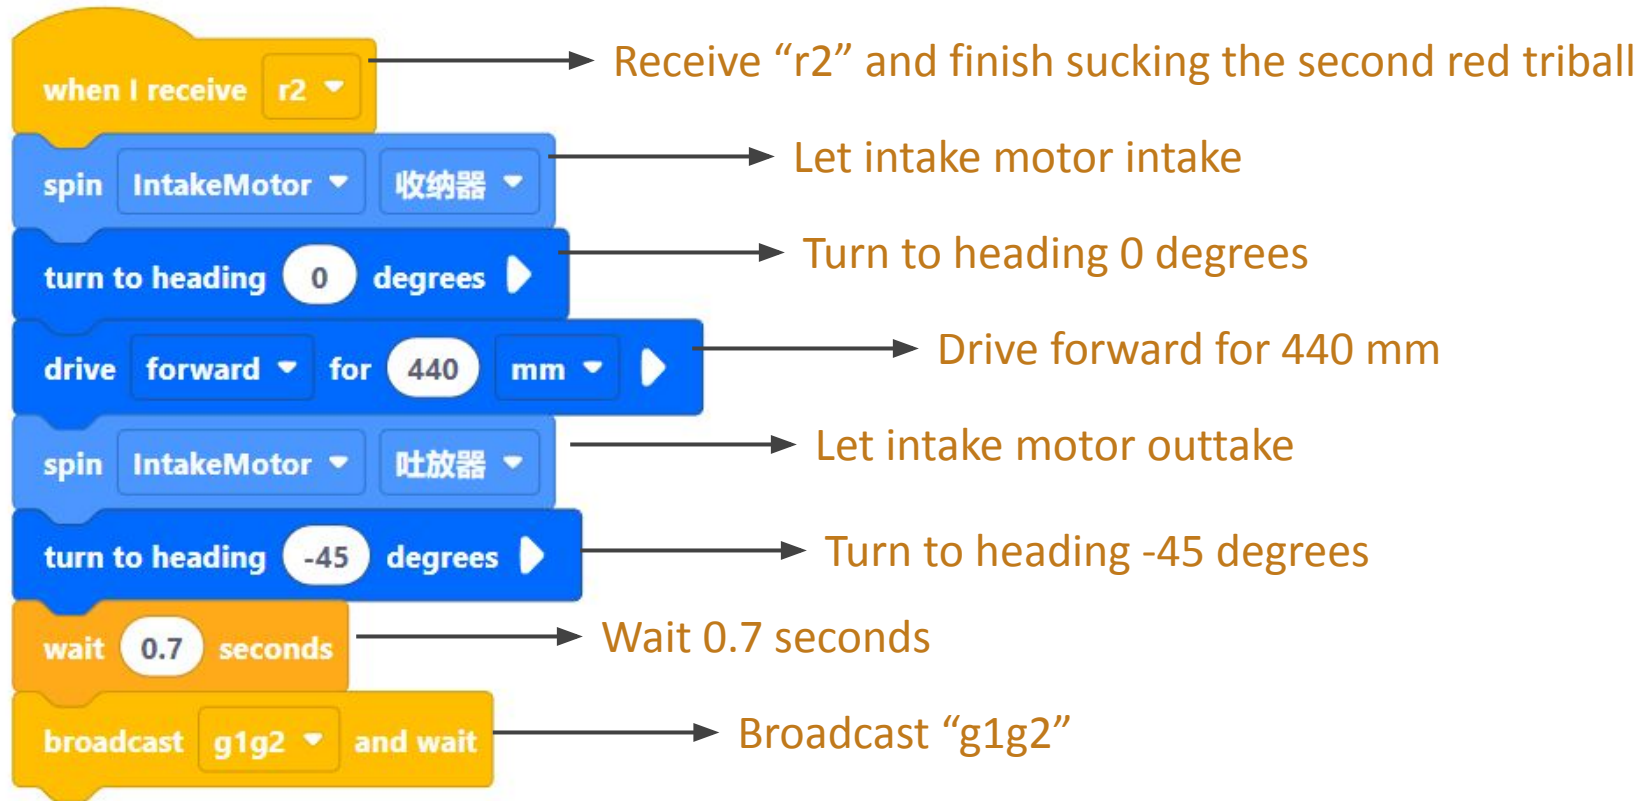 when I receive r2
Receive “r2” and finish sucking the second red triball
spin IntakeMotor 收纳器
Let intake motor intake
turn to heading 0 degrees
Turn to heading 0 degrees
drive forward for 440 mm
Drive forward for 440 mm
spin IntakeMotor 吐放器
Let intake motor outtake
turn to heading -45 degrees
Turn to heading -45 degrees
wait 0.7 seconds
Wait 0.7 seconds
broadcast g1g2 and wait
Broadcast “g1g2”